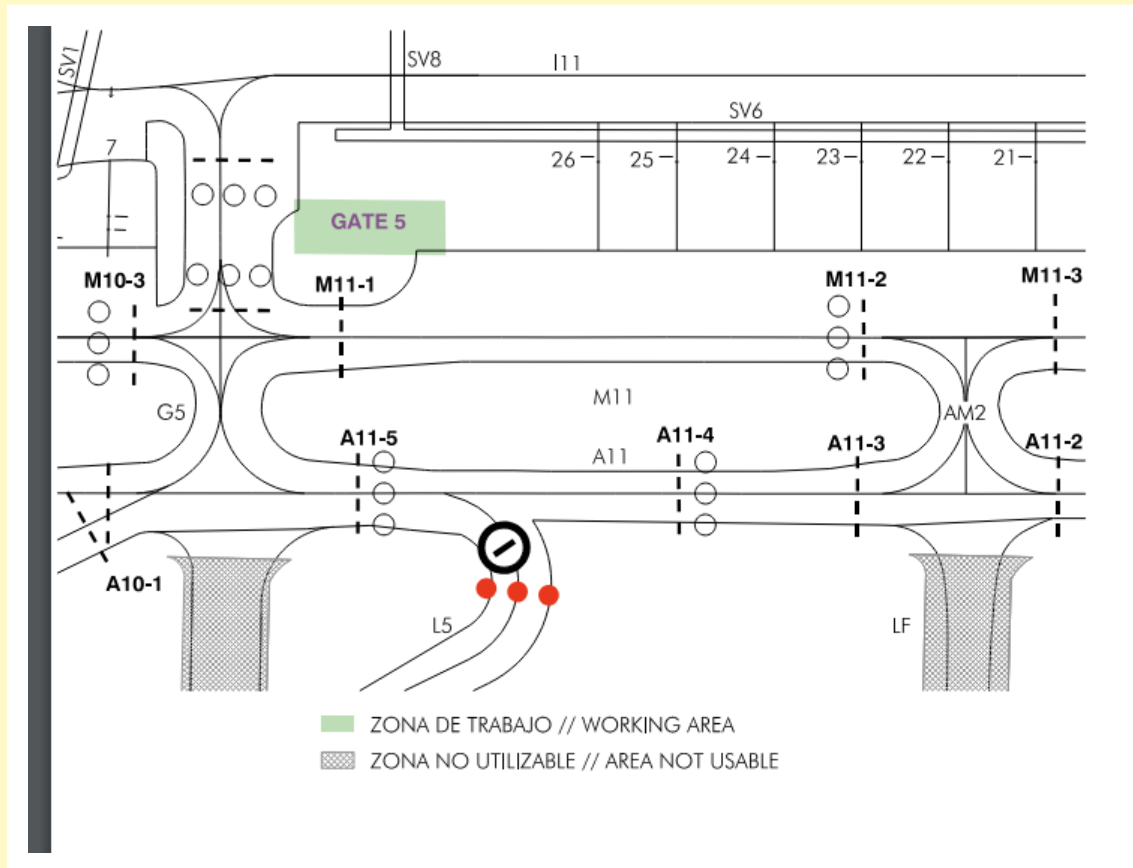 SV1
SV8
I11
SV6
7
26
25
24
23
22
21
GATE 5
M10-3
M11-1
M11-2
M11-3
G5
M11
AM2
A11-5
A11-4
A11
A11-3
A11-2
A10-1
L5
LF
ZONA DE TRABAJO // WORKING AREA
ZONA NO UTILIZABLE // AREA NOT USABLE